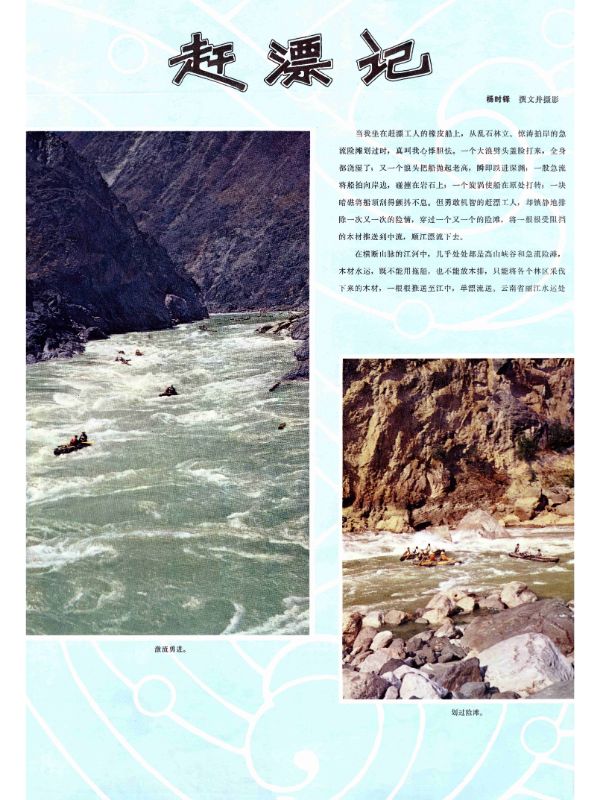 赶漂记
杨时铎 撰文并摄影
当我坐在赶漂工人的橡皮船上，从乱石林立、惊涛拍岸的急
流险滩划过时，真叫我心悸胆怯。一个大浪劈头盖脸打来，全身
都浇湿了；又一个浪头把船抛起老高，瞬即跌进深渊；一股急流
将船拍向岸边，碰撞在岩石上；一个旋涡使船在原处打转；一块
暗礁将船顶刮得颤抖不息。但勇敢机智的赶漂工人，却镇静地排
除一次又一次的险情，穿过一个又一个的险滩，将一根根受阻挡
的木材推送到中流，顺江漂流下去。
在横断山脉的江河中，几乎处处都是高山峡谷和急流险滩，
木材水运，既不能用拖船，也不能放木排，只能将各个林区采伐
下来的木材，一根根推送至江中，单漂流送。云南省丽江水运处
激流勇进。
划过险滩。